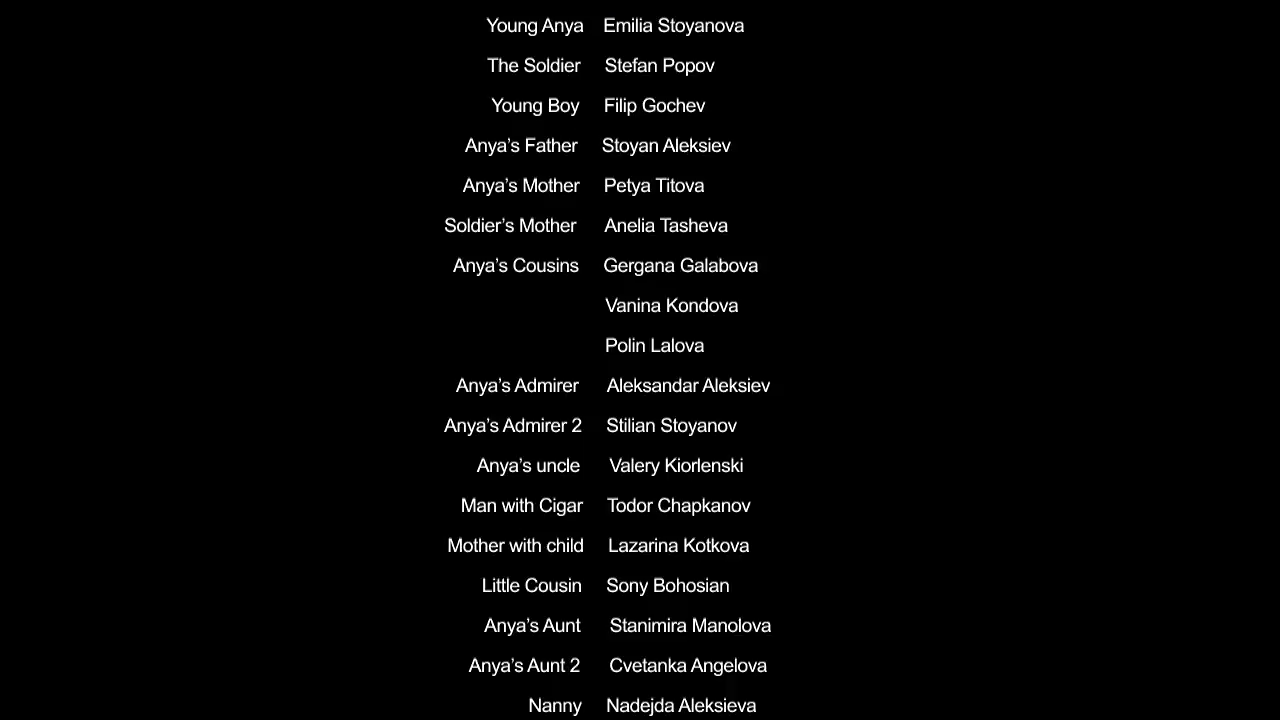 Young Anya Emilia Stoyanova
The Soldier Stefan Popov
Young Boy Filip Gochev
Anya’s Father Stoyan Aleksiev
Anya’s Mother Petya Titova
Soldier’s Mother Anelia Tasheva
Anya’s Cousins Gergana Galabova
Vanina Kondova
Polin Lalova
Anya’s Admirer Aleksandar Aleksiev
Anya’s Admirer 2 Stilian Stoyanov
Anya’s uncle Valery Kiorlenski
Man with Cigar Todor Chapkanov
Mother with child Lazarina Kotkova
Little Cousin Sony Bohosian
Anya’s Aunt Stanimira Manolova
Anya’s Aunt 2 Cvetanka Angelova
Nanny Nadejda Aleksieva